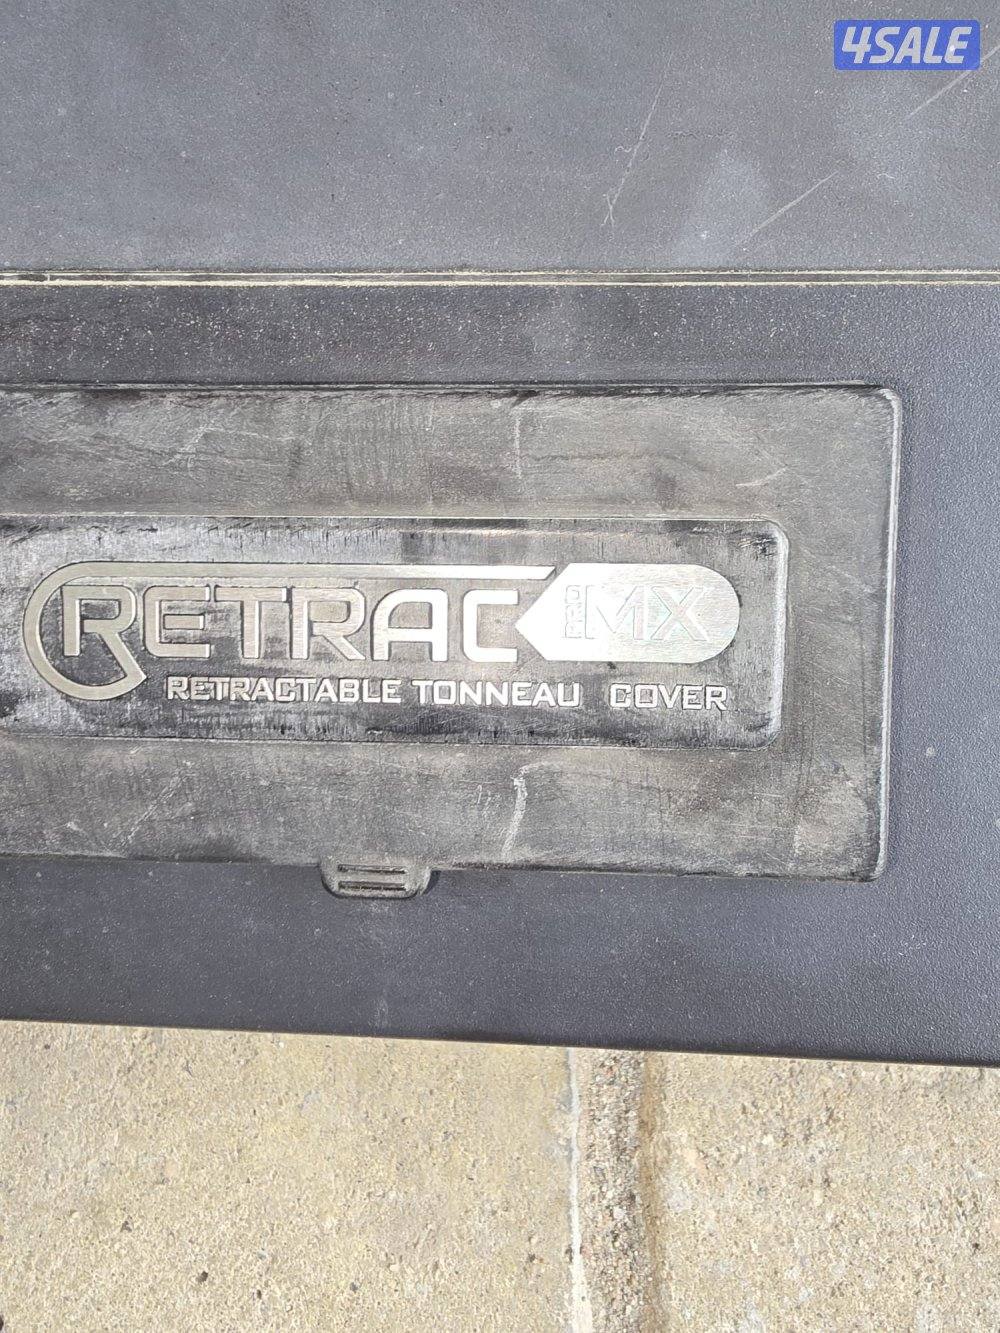 4SALE
RETRAC PRO MX
RETRACTABLE TONNEAU COVER